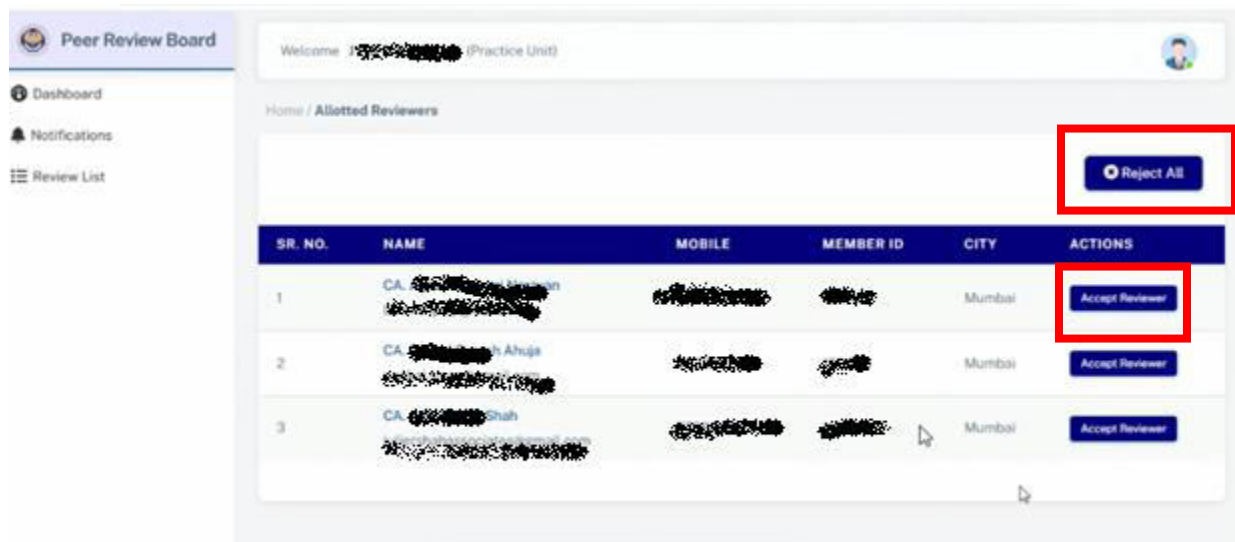 Peer Review Board
Welcome (Practice Unit)
Dashboard
Notifications
Review List
Home / Allotted Reviewers
Reject All
SR. NO. NAME MOBILE MEMBER ID CITY ACTIONS
1 CA. Mumbai Accept Reviewer
2 CA. Ahuja Mumbai Accept Reviewer
3 CA. Shah Mumbai Accept Reviewer